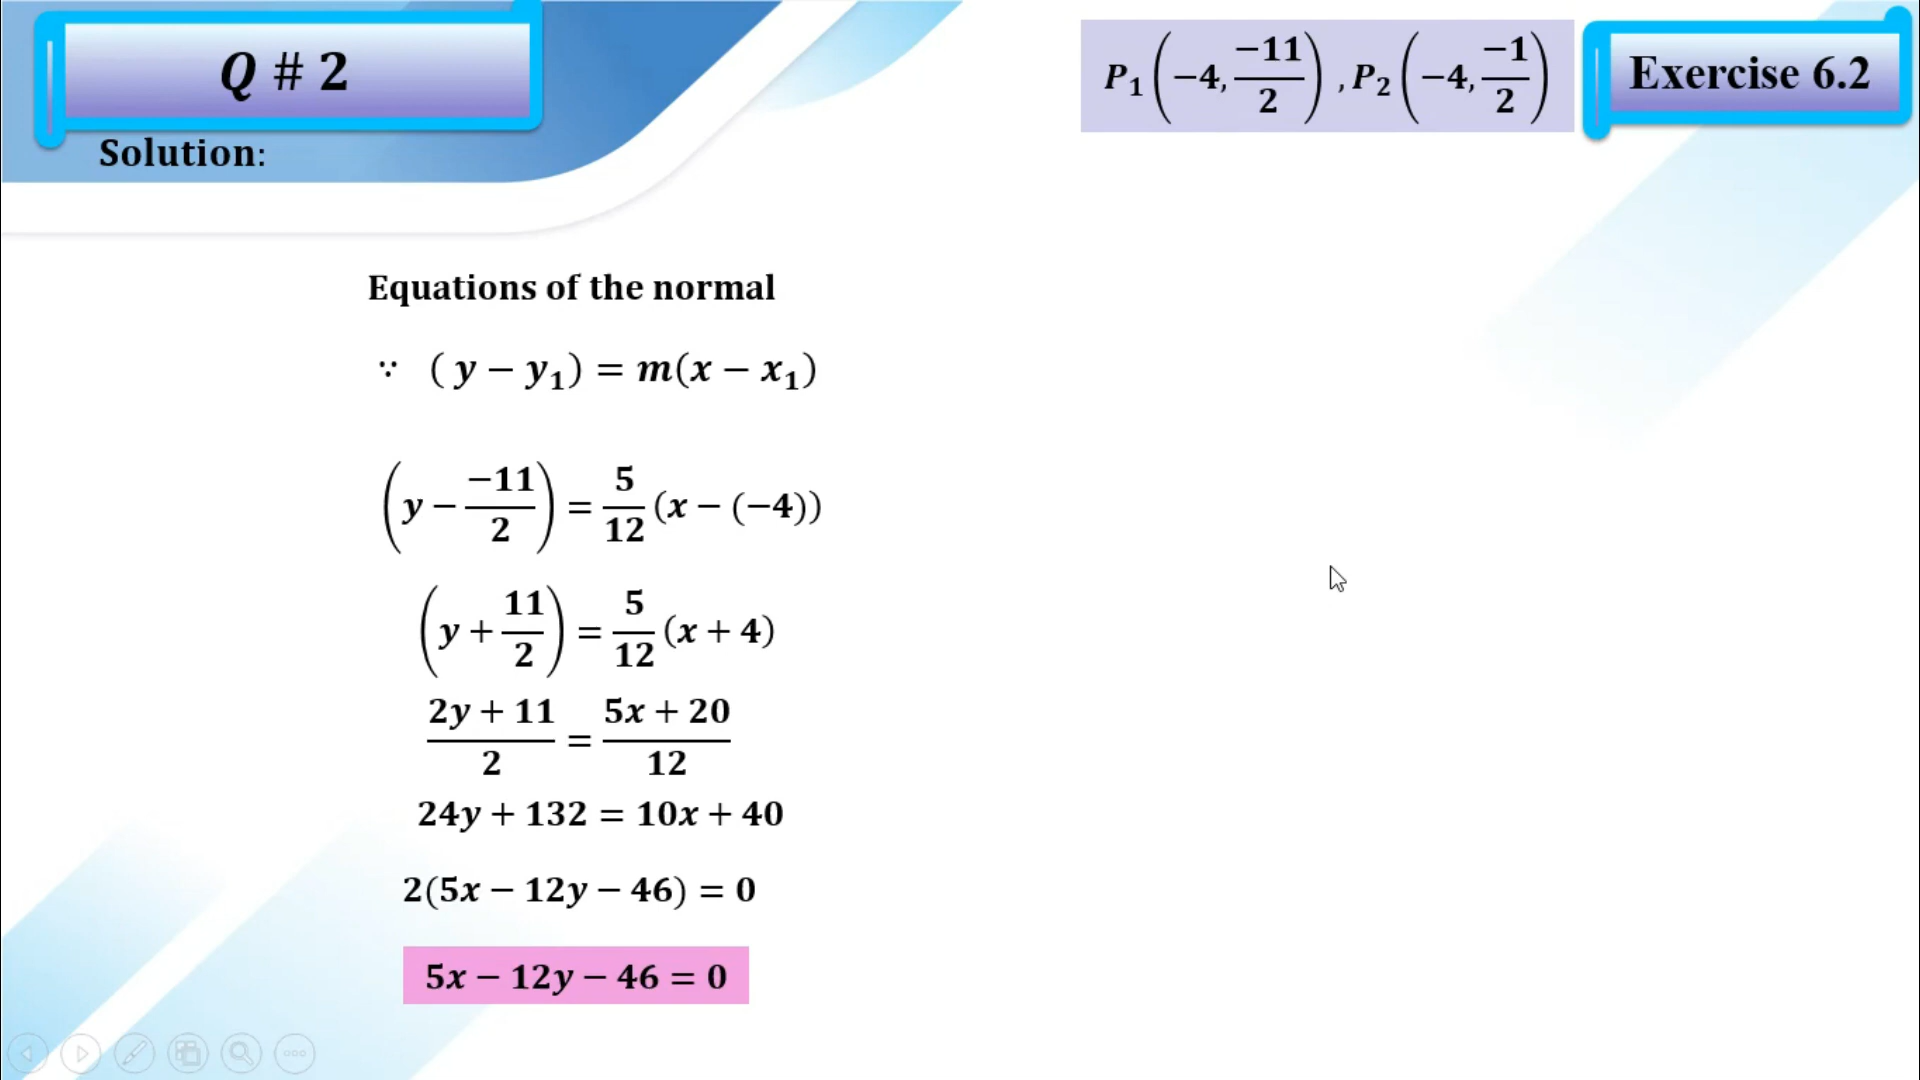 Q # 2
P₁(−4, −11/2), P₂(−4, −1/2)
Exercise 6.2
Solution:
Equations of the normal
∵ ( y − y₁) = m(x − x₁)
(y − −11/2) = 5/12 (x − (−4))
(y + 11/2) = 5/12 (x + 4)
2y + 11/2 = 5x + 20/12
24y + 132 = 10x + 40
2(5x − 12y − 46) = 0
5x − 12y − 46 = 0